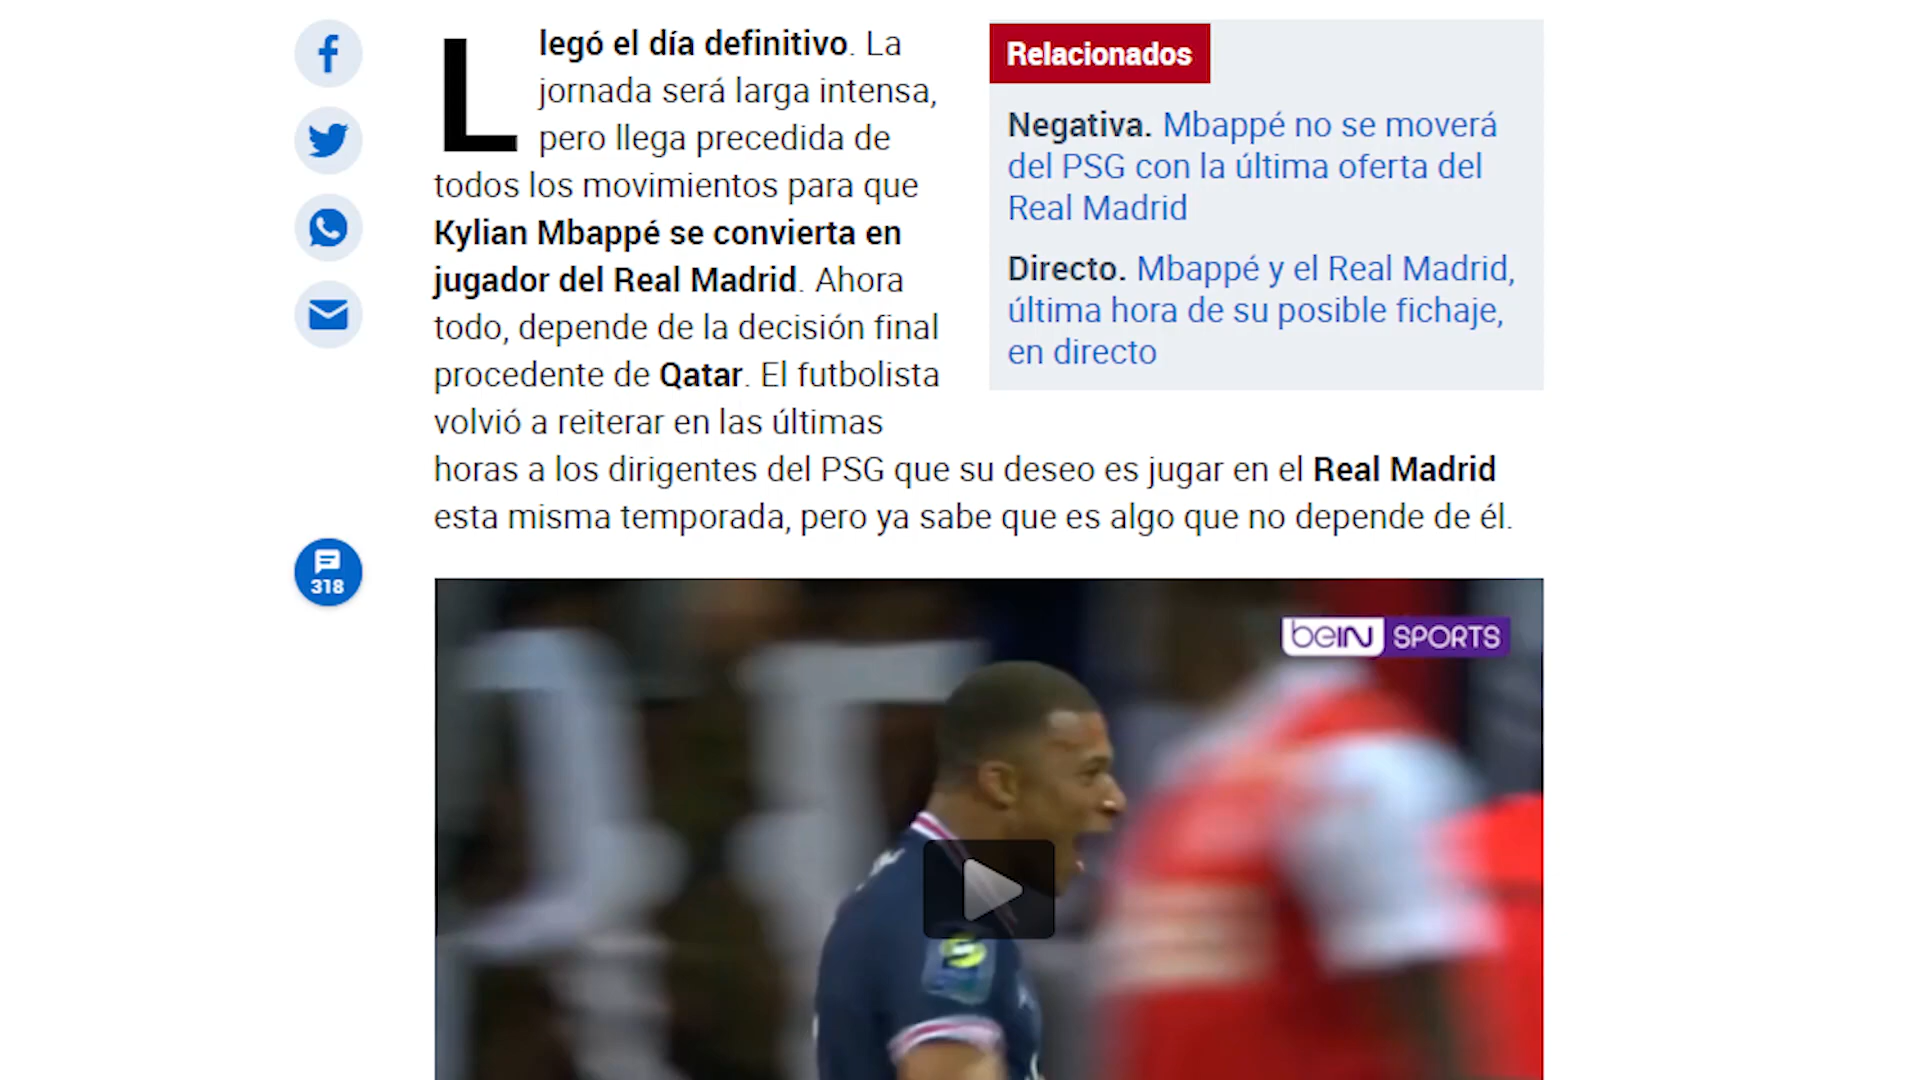 Llegó el día definitivo. La
jornada será larga intensa,
pero llega precedida de
todos los movimientos para que
Kylian Mbappé se convierta en
jugador del Real Madrid. Ahora
todo, depende de la decisión final
procedente de Qatar. El futbolista
volvió a reiterar en las últimas
horas a los dirigentes del PSG que su deseo es jugar en el Real Madrid
esta misma temporada, pero ya sabe que es algo que no depende de él.
Relacionados
Negativa. Mbappé no se moverá
del PSG con la última oferta del
Real Madrid
Directo. Mbappé y el Real Madrid,
última hora de su posible fichaje,
en directo
318
beIN SPORTS